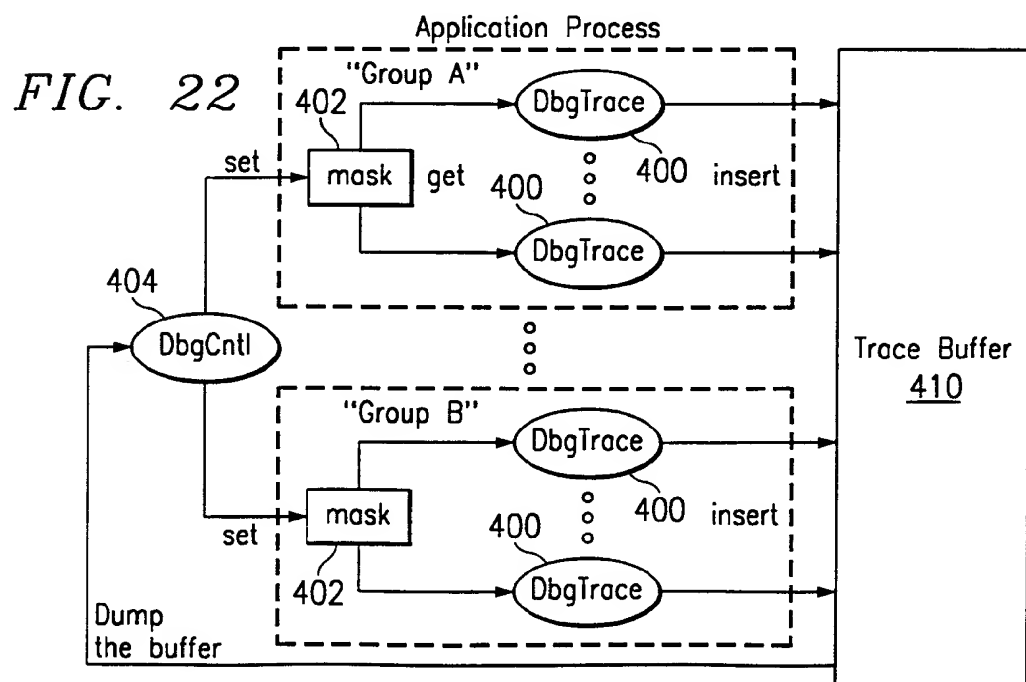 Application Process
FIG. 22
"Group A"
402
DbgTrace
400
set
mask
get
insert
400
DbgTrace
404
DbgCntl
Trace Buffer
410
"Group B"
DbgTrace
400
mask
insert
set
400
402
DbgTrace
Dump
the buffer